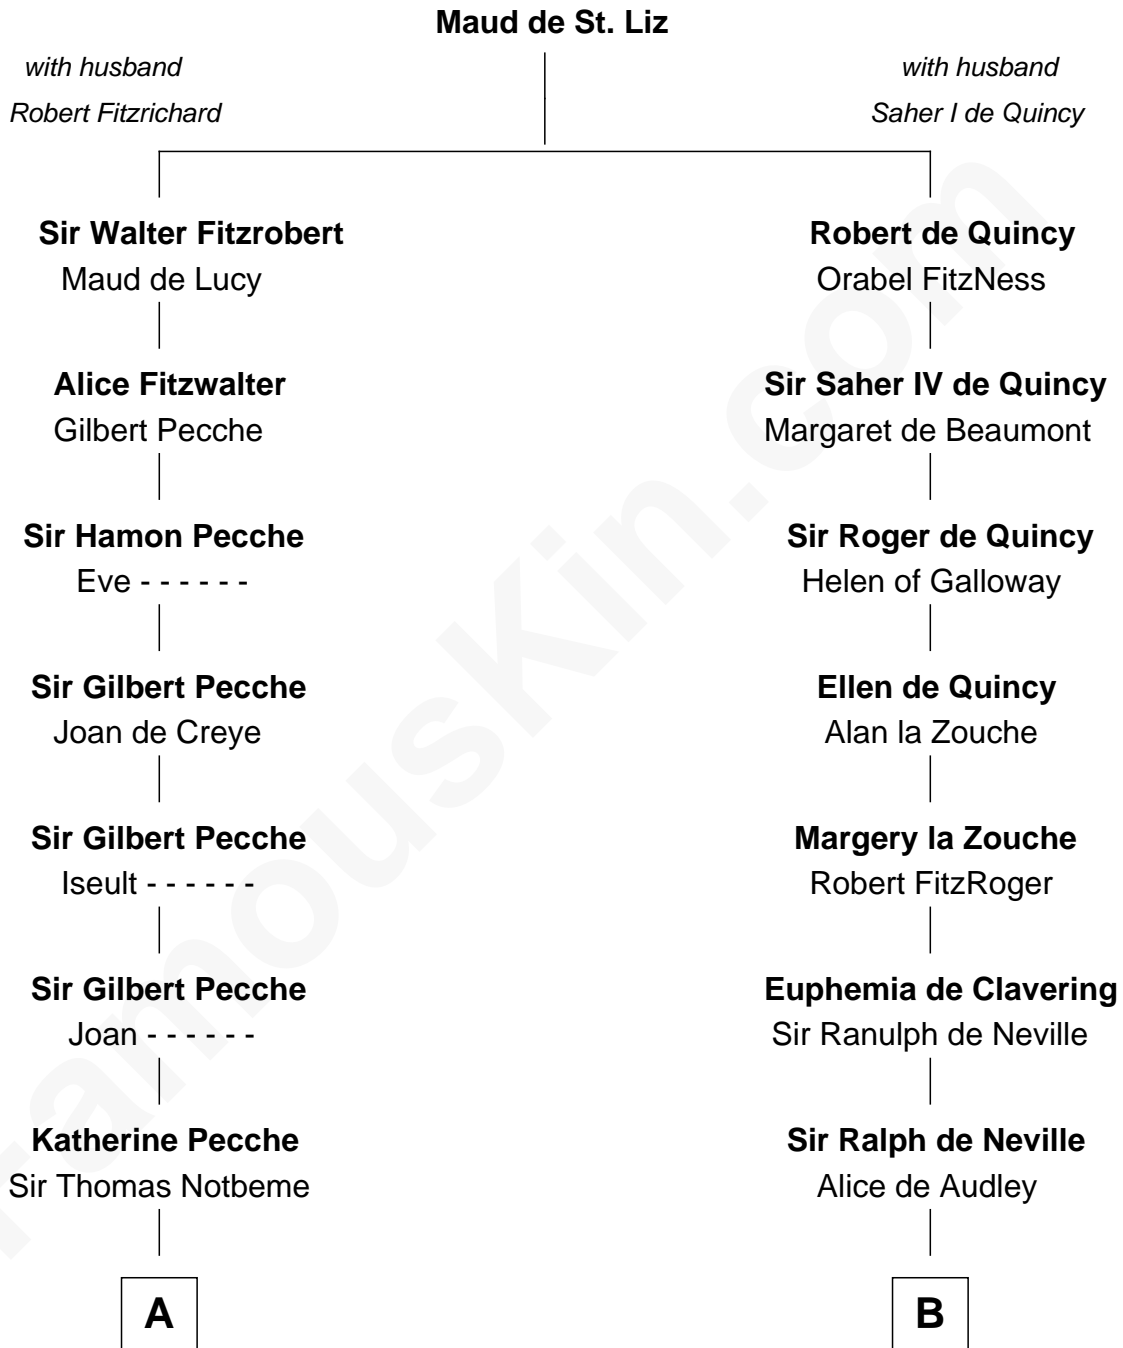 Maud de St. Liz
with husband
Robert Fitzrichard
with husband
Saher I de Quincy
Sir Walter Fitzrobert
Maud de Lucy
Robert de Quincy
Orabel FitzNess
Alice Fitzwalter
Gilbert Pecche
Sir Saher IV de Quincy
Margaret de Beaumont
Sir Hamon Pecche
Eve - - - - - -
Sir Roger de Quincy
Helen of Galloway
Sir Gilbert Pecche
Joan de Creye
Ellen de Quincy
Alan la Zouche
Sir Gilbert Pecche
Iseult - - - - - -
Margery la Zouche
Robert FitzRoger
Sir Gilbert Pecche
Joan - - - - - -
Euphemia de Clavering
Sir Ranulph de Neville
Katherine Pecche
Sir Thomas Notbeme
Sir Ralph de Neville
Alice de Audley
A
B
famouskin.com